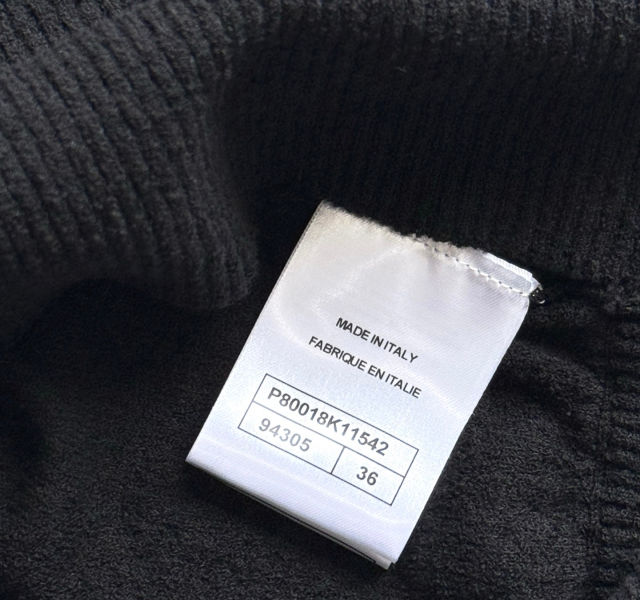 MADE IN ITALY
FABRIQUE EN ITALIE
P80018K11542
94305 36